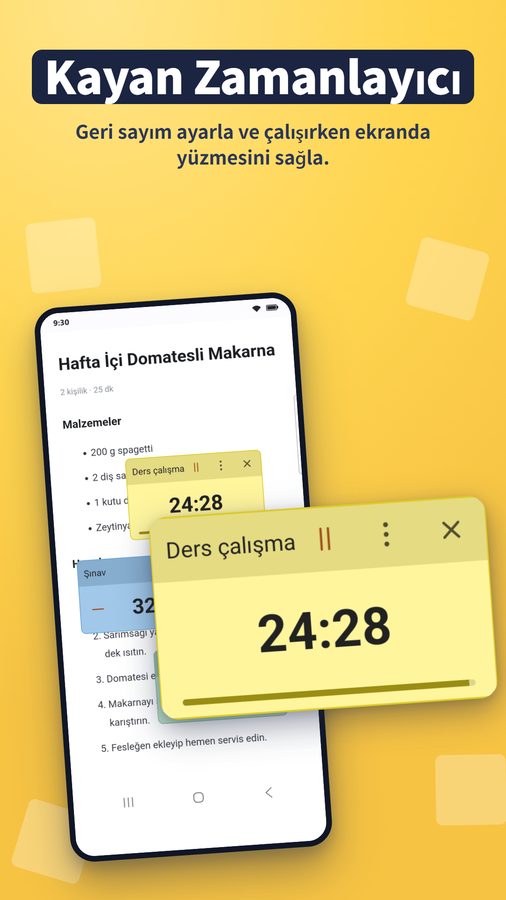 Kayan Zamanlayıcı
Geri sayım ayarla ve çalışırken ekranda
yüzmesini sağla.
9:30
Hafta İçi Domatesli Makarna
2 kişilik · 25 dk
Malzemeler
• 200 g spagetti
• 2 diş
• 1 kutu
• Zeytinya
Ders çalışma
24:28
Sınav
32
Ders çalışma
24:28
2. Sarımsağı
dek ısıtın.
3. Domatesi
4. Makarnayı
karıştırın.
5. Fesleğen ekleyip hemen servis edin.